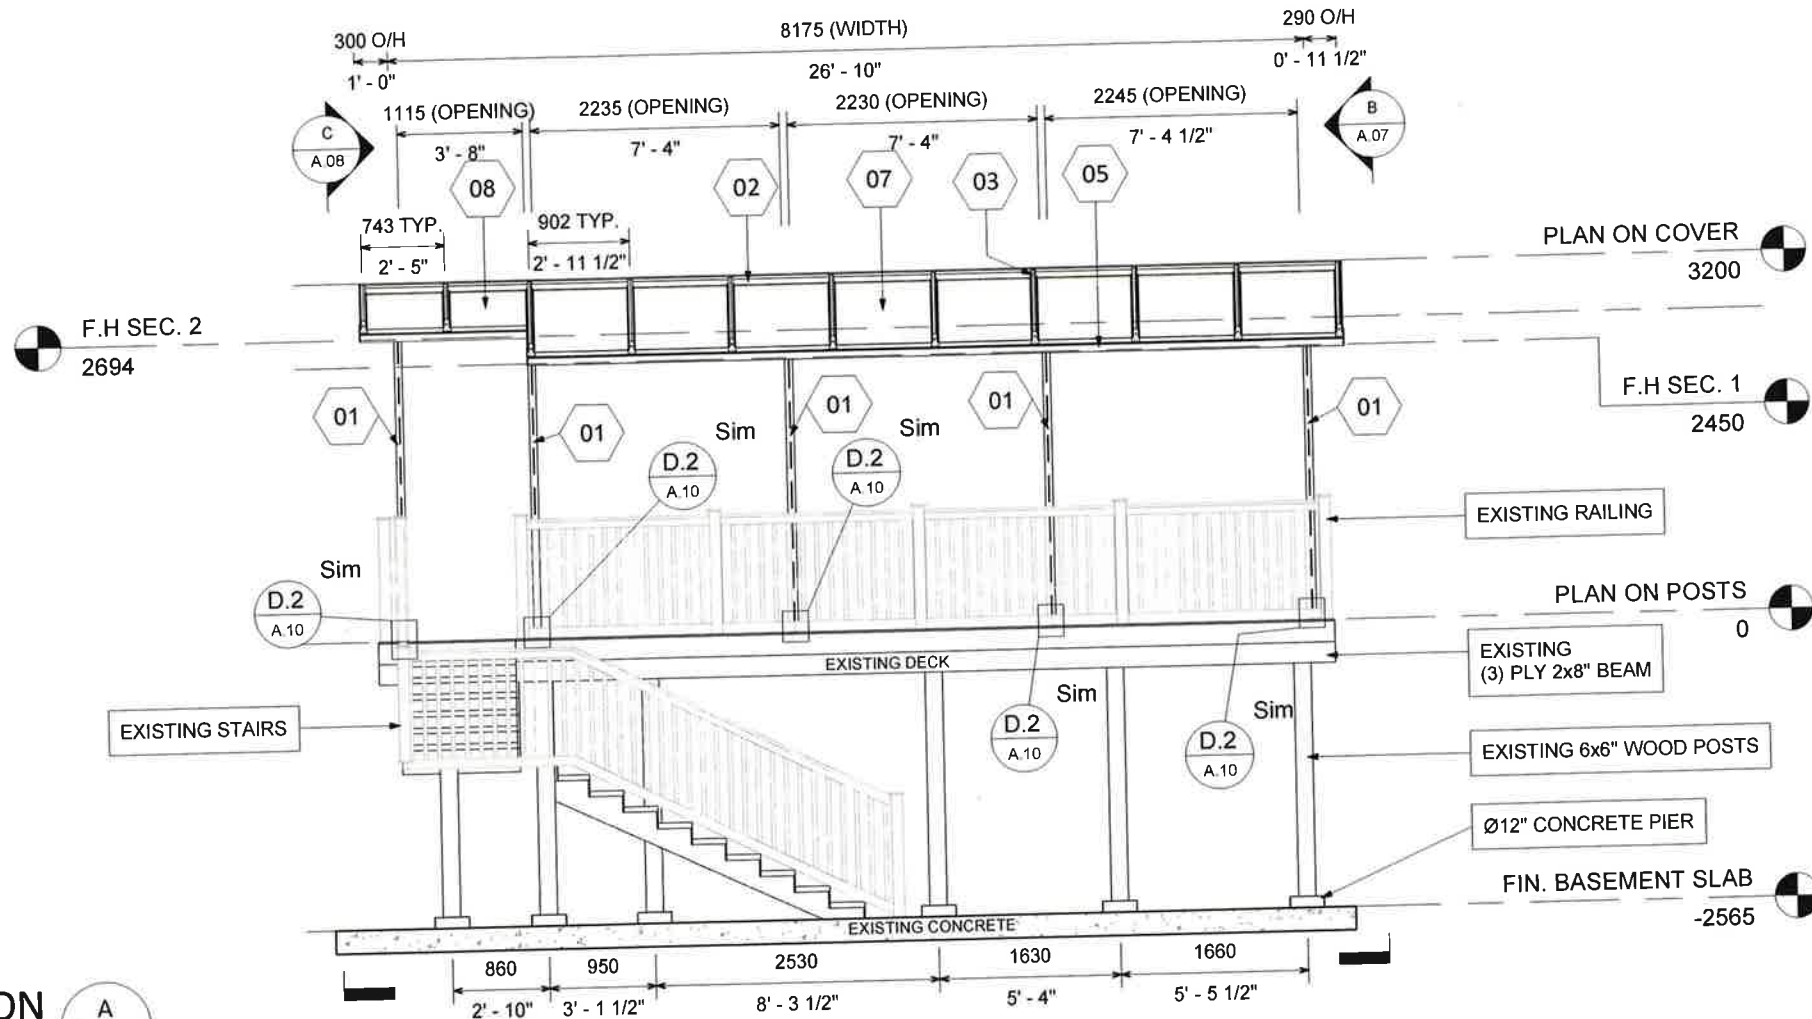 300 O/H
8175 (WIDTH)
290 O/H
1' - 0"
26' - 10"
0' - 11 1/2"
1115 (OPENING)
2235 (OPENING)
2230 (OPENING)
2245 (OPENING)
3' - 8"
7' - 4"
7' - 4"
7' - 4 1/2"
C
A.08
B
A.07
08
02
07
03
05
743 TYP.
902 TYP.
2' - 5"
2' - 11 1/2"
PLAN ON COVER
3200
F.H SEC. 2
2694
F.H SEC. 1
2450
01
01
01
01
01
Sim
Sim
D.2
A.10
D.2
A.10
EXISTING RAILING
Sim
D.2
A.10
PLAN ON POSTS
0
EXISTING DECK
EXISTING
(3) PLY 2x8" BEAM
Sim
Sim
D.2
A.10
D.2
A.10
EXISTING STAIRS
EXISTING 6x6" WOOD POSTS
Ø12" CONCRETE PIER
FIN. BASEMENT SLAB
-2565
EXISTING CONCRETE
860
950
2530
1630
1660
2' - 10"
3' - 1 1/2"
8' - 3 1/2"
5' - 4"
5' - 5 1/2"
ON
A